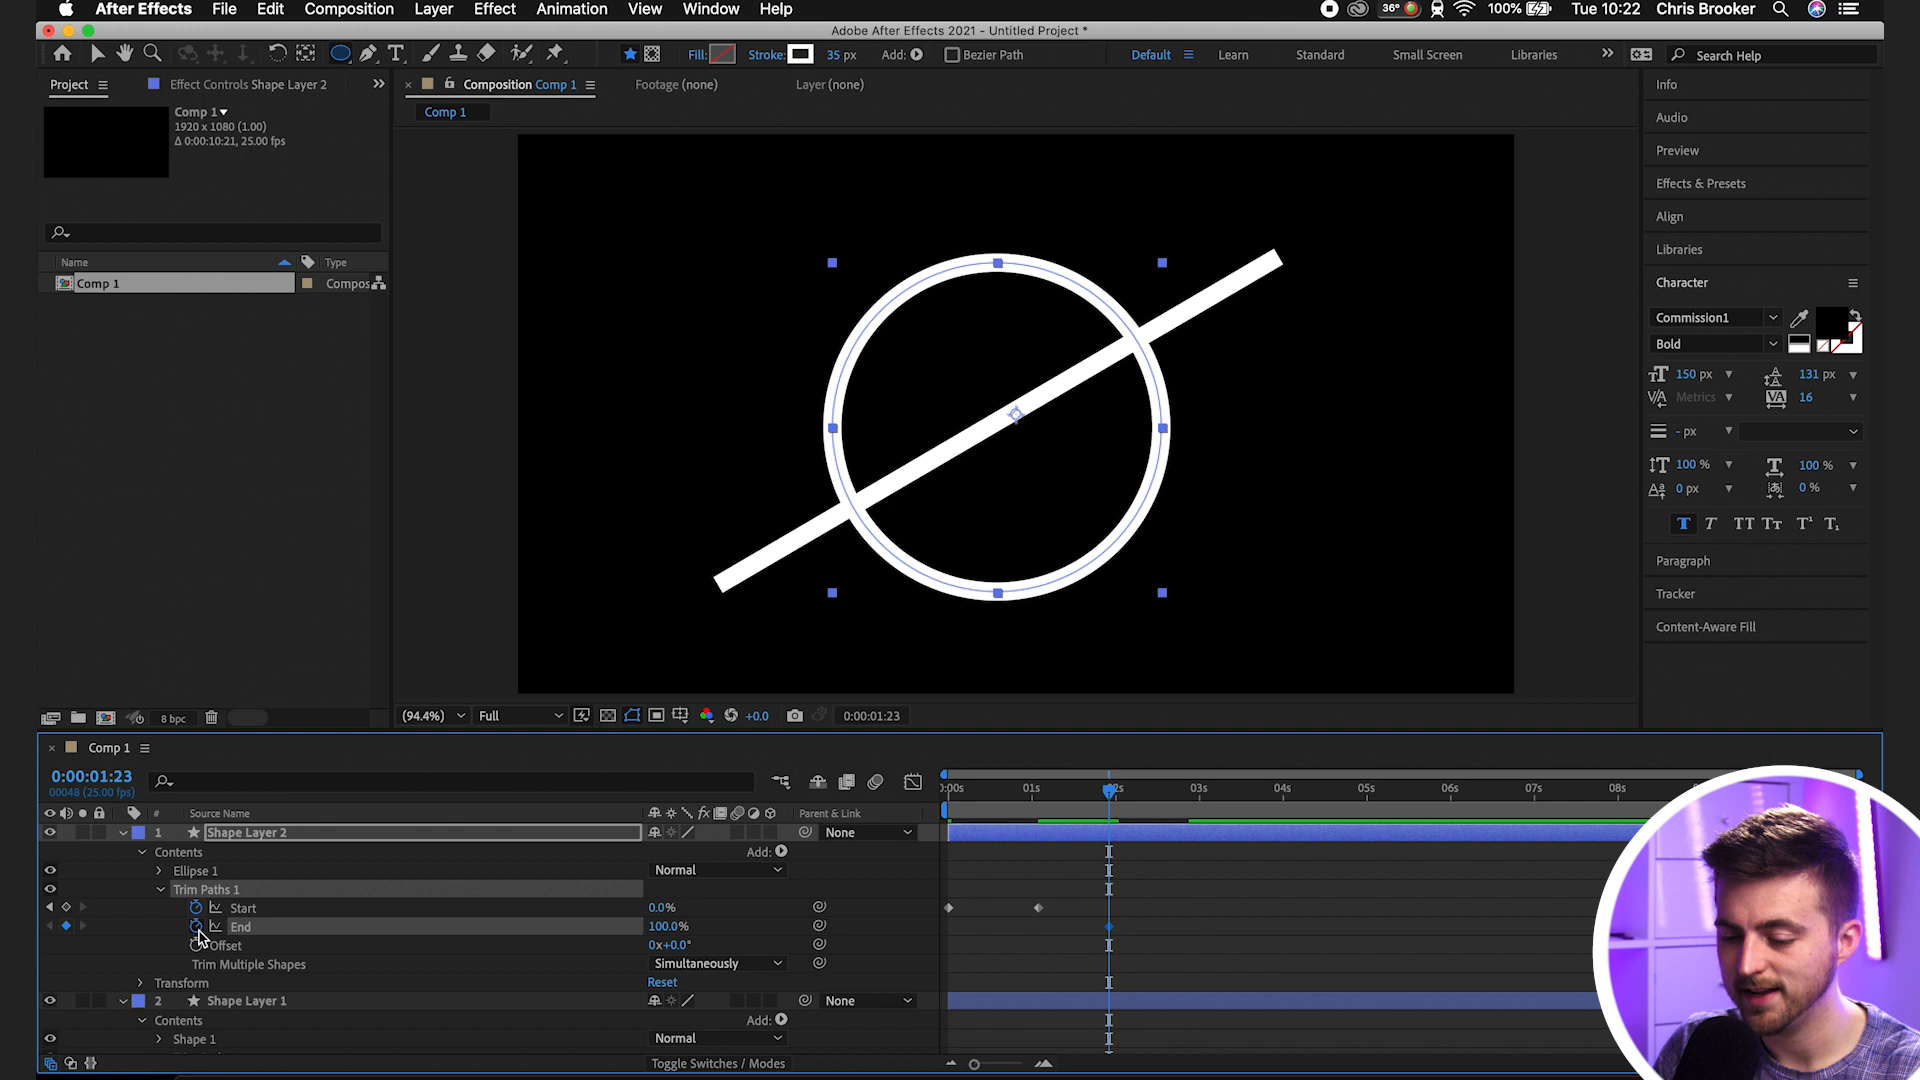 After Effects File Edit Composition Layer Effect Animation View Window Help 36° 100% Tue 10:22 Chris Brooker
Adobe After Effects 2021 - Untitled Project *
Fill: Stroke: 35 px Add: Bezier Path Default Learn Standard Small Screen Libraries Search Help
Project Effect Controls Shape Layer 2 Composition Comp 1 Footage (none) Layer (none) Info
Comp 1
1920 x 1080 (1.00)
Δ 0:00:10:21, 25.00 fps
Comp 1
Audio
Preview
Effects & Presets
Align
Libraries
Name Type
Comp 1 Compos
Character
Commission1
Bold
150 px 131 px
Metrics 16
- px
100 % 100 %
0 px 0 %
T T TT Tт T¹ T₁
Paragraph
Tracker
Content-Aware Fill
8 bpc (94.4%) Full +0.0 0:00:01:23
Comp 1
0:00:01:23
00048 (25.00 fps)
:00s 01s 02s 03s 04s 05s 06s 07s 08s
# Source Name Parent & Link
1 Shape Layer 2 None
Contents Add:
Ellipse 1 Normal
Trim Paths 1
Start 0.0%
End 100.0%
Offset 0x+0.0°
Trim Multiple Shapes Simultaneously
Transform Reset
2 Shape Layer 1 None
Contents Add:
Shape 1 Normal
Toggle Switches / Modes